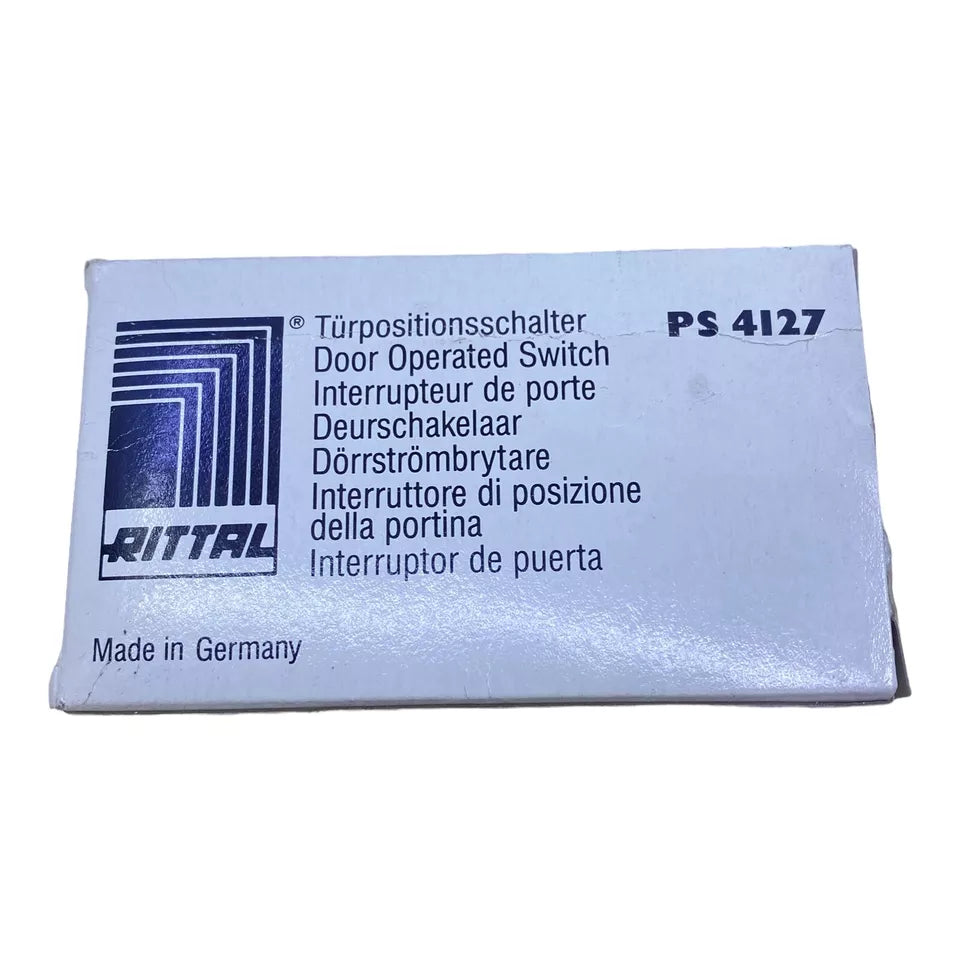 ® Türpositionsschalter PS 4127
Door Operated Switch
Interrupteur de porte
Deurschakelaar
Dörrströmbrytare
Interruttore di posizione
della portina
Interruptor de puerta
RITTAL
Made in Germany